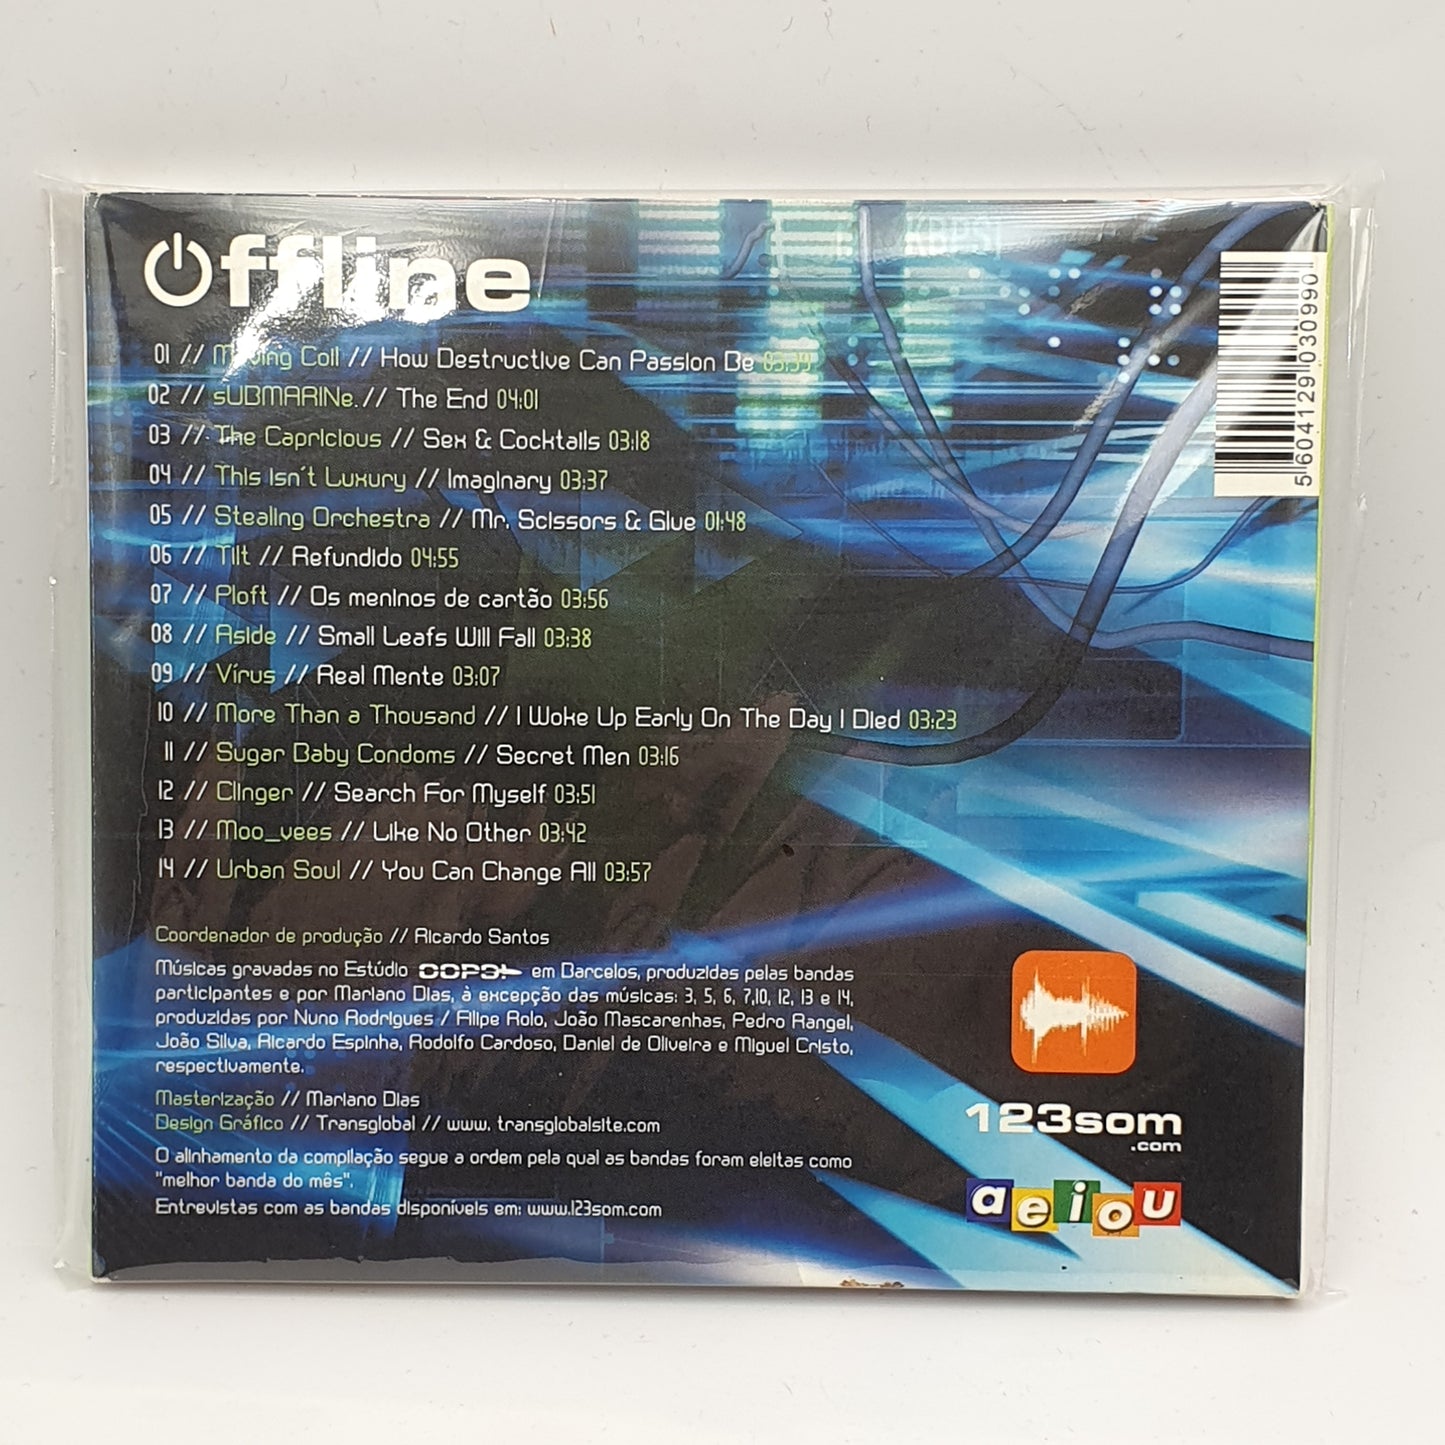 Offline
KBPS
01 // Moving Coil // How Destructive Can Passion Be 03:39
02 // sUBMARINe. // The End 04:01
03 // The Capricious // Sex & Cocktails 03:18
04 // This Isn´t Luxury // Imaginary 03:37
05 // Stealing Orchestra // Mr. Scissors & Glue 01:48
06 // Tilt // Refundido 04:55
07 // Ploft // Os meninos de cartão 03:56
08 // Aside // Small Leafs Will Fall 03:38
09 // Vírus // Real Mente 03:07
10 // More Than a Thousand // I Woke Up Early On The Day I Died 03:23
11 // Sugar Baby Condoms // Secret Men 03:16
12 // Clinger // Search For Myself 03:51
13 // Moo_vees // Like No Other 03:42
14 // Urban Soul // You Can Change All 03:57
5 604129 030990
Coordenador de produção // Ricardo Santos
Músicas gravadas no Estúdio em Barcelos, produzidas pelas bandas
participantes e por Mariano Dias, à excepção das músicas: 3, 5, 6, 7,10, 12, 13 e 14,
produzidas por Nuno Rodrigues / Filipe Rolo, João Mascarenhas, Pedro Rangel,
João Silva, Ricardo Espinha, Rodolfo Cardoso, Daniel de Oliveira e Miguel Cristo,
respectivamente.
Masterização // Mariano Dias
Design Gráfico // Transglobal // www. transglobalsite.com
O alinhamento da compilação segue a ordem pela qual as bandas foram eleitas como
"melhor banda do mês".
Entrevistas com as bandas disponíveis em: www.123som.com
123som
.com
aeiou